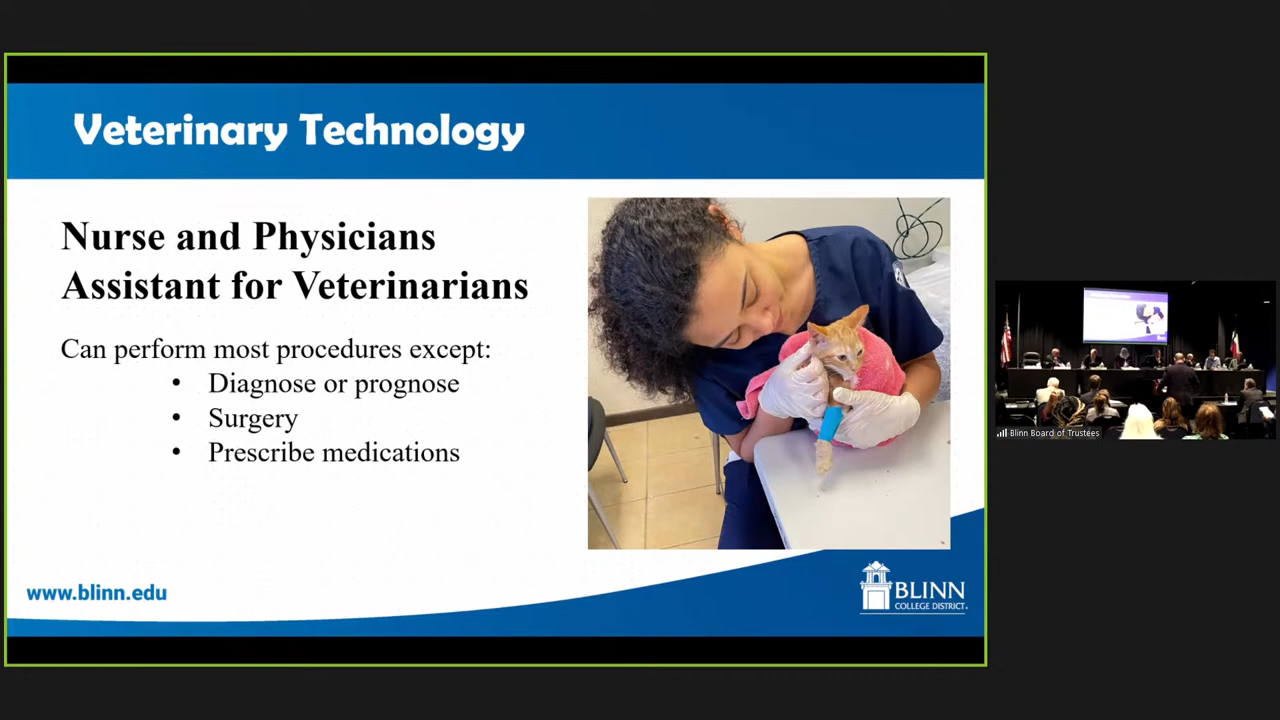 Veterinary Technology
Nurse and Physicians
Assistant for Veterinarians
Can perform most procedures except:
• Diagnose or prognose
• Surgery
• Prescribe medications
www.blinn.edu
BLINN
COLLEGE DISTRICT
Blinn Board of Trustees